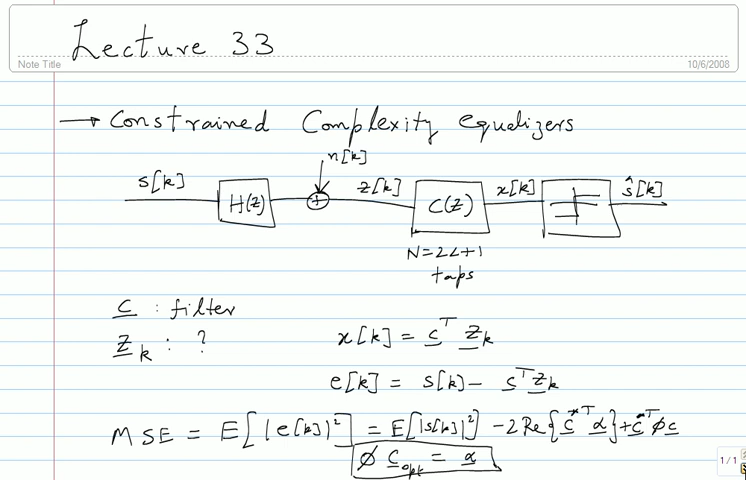 Lecture 33
Note Title
10/6/2008
→ Constrained Complexity equalizers
n[k]
s[k] H(z) + z[k] C(z) x[k] ŝ[k]
N=2L+1
taps
c : filter
z_k : ?
x[k] = c^T z_k
e[k] = s[k] - c^T z_k
MSE = E[|e[k]|^2] = E[|s[k]|^2] - 2Re{c^{*T} α} + c^{*T} φ c
φ c_opt = α
1/1